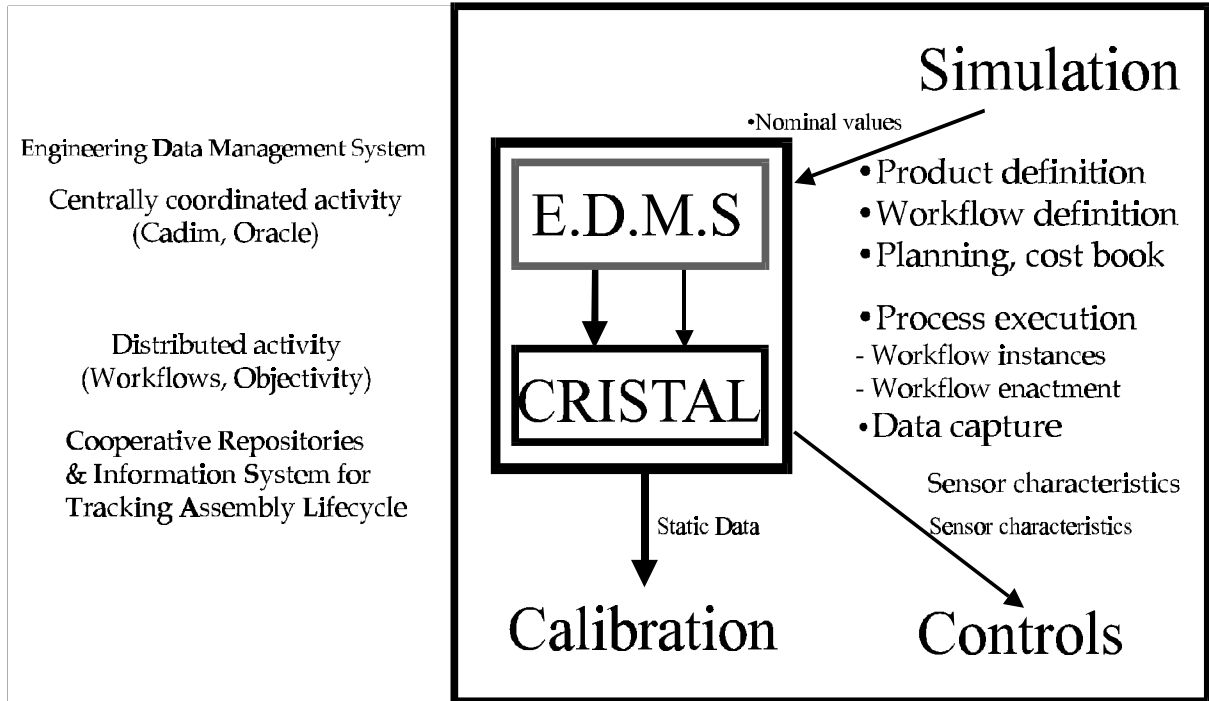 Engineering Data Management System
Centrally coordinated activity
(Cadim, Oracle)
Distributed activity
(Workflows, Objectivity)
Cooperative Repositories
& Information System for
Tracking Assembly Lifecycle
Simulation
•Nominal values
E.D.M.S
•Product definition
•Workflow definition
•Planning, cost book
•Process execution
- Workflow instances
- Workflow enactment
•Data capture
CRISTAL
Sensor characteristics
Sensor characteristics
Static Data
Calibration
Controls